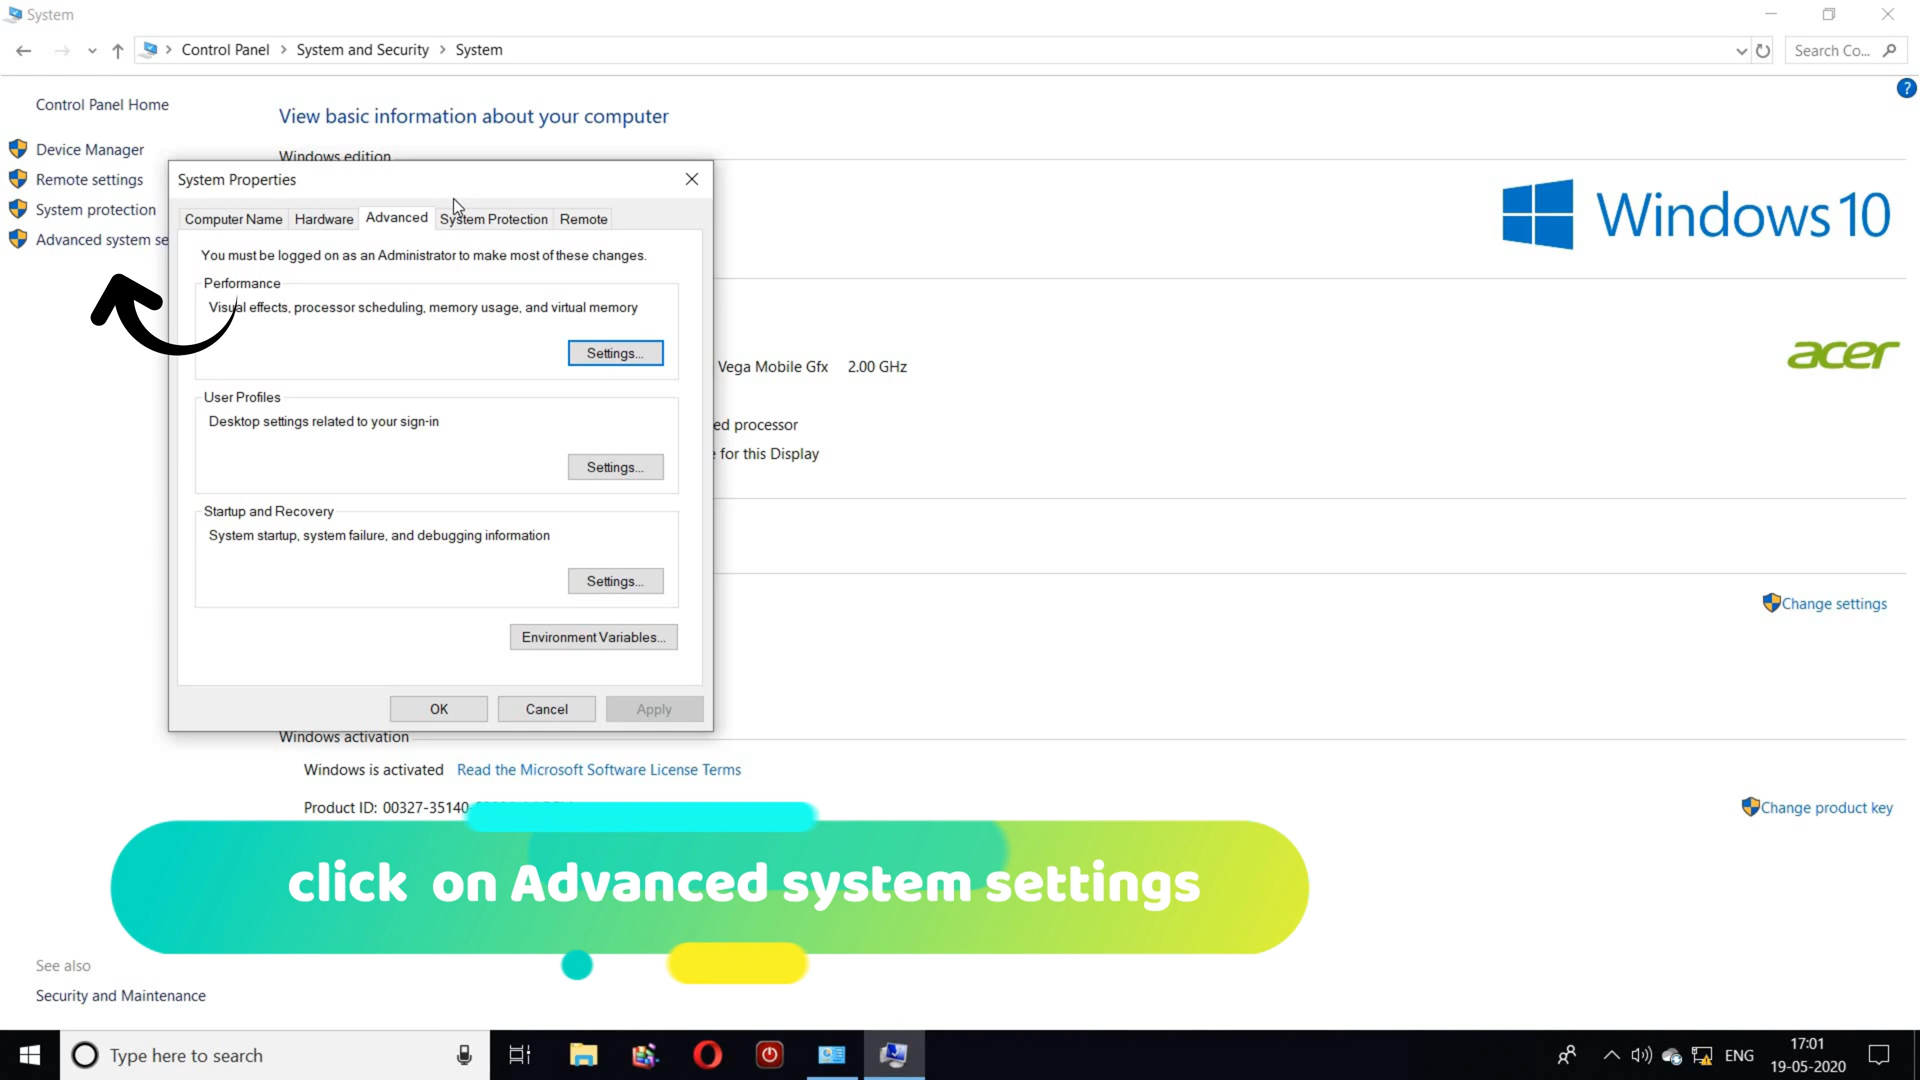 System
Control Panel > System and Security > System
Search Co...
Control Panel Home
View basic information about your computer
Device Manager
Windows edition
Remote settings
System protection
Advanced system se
System Properties
Computer Name Hardware Advanced System Protection Remote
You must be logged on as an Administrator to make most of these changes.
Performance
Visual effects, processor scheduling, memory usage, and virtual memory
Settings...
User Profiles
Desktop settings related to your sign-in
Settings...
Startup and Recovery
System startup, system failure, and debugging information
Settings...
Environment Variables...
OK Cancel Apply
Windows 10
acer
Vega Mobile Gfx 2.00 GHz
ed processor
for this Display
Change settings
Windows activation
Windows is activated Read the Microsoft Software License Terms
Product ID: 00327-35140-
Change product key
click on Advanced system settings
See also
Security and Maintenance
Type here to search
ENG
17:01
19-05-2020